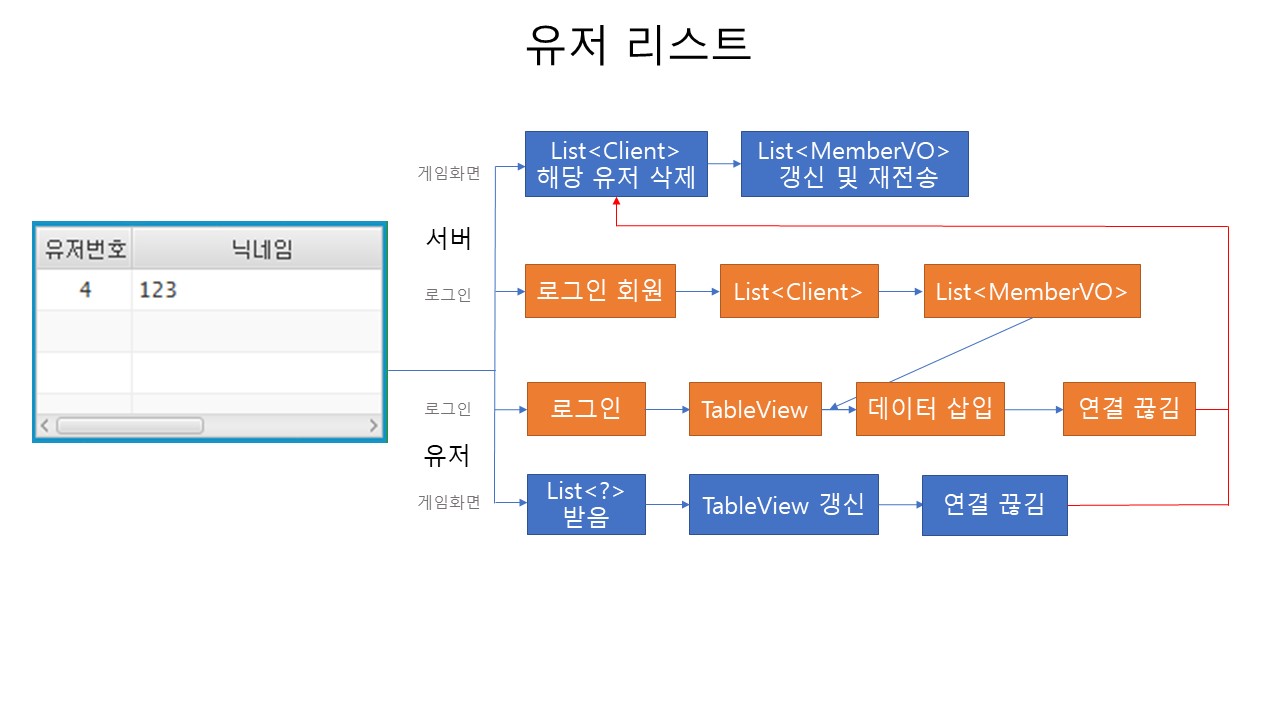 유저 리스트
게임화면
List<Client>
해당 유저 삭제
List<MemberVO>
갱신 및 재전송
서버
유저번호
닉네임
4
123
로그인
로그인 회원
List<Client>
List<MemberVO>
로그인
로그인
TableView
데이터 삽입
연결 끊김
유저
게임화면
List<?>
받음
TableView 갱신
연결 끊김